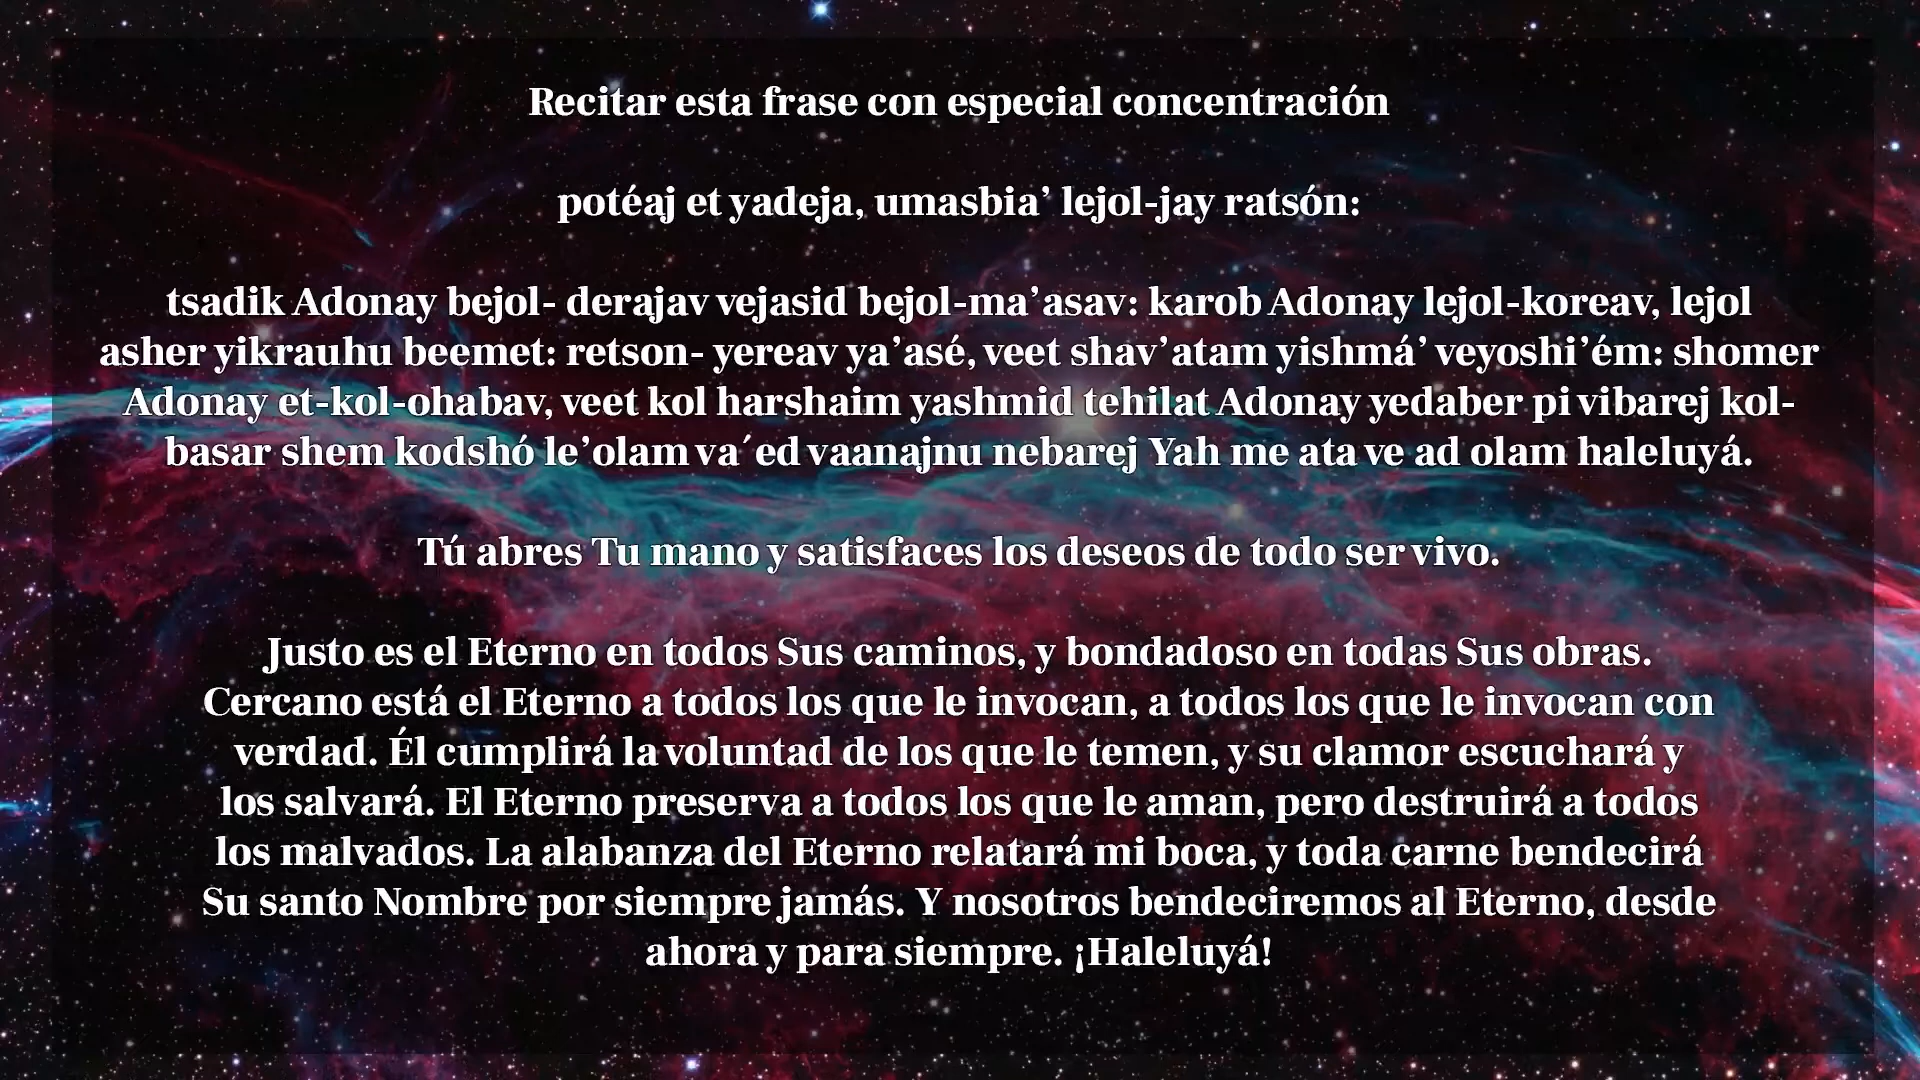 Recitar esta frase con especial concentración
potéaj et yadeja, umasbia’ lejol-jay ratsón:
tsadik Adonay bejol- derajav vejasid bejol-ma’asav: karob Adonay lejol-koreav, lejol
asher yikrauhu beemet: retson- yereav ya’asé, veet shav’atam yishmá’ veyoshi’ém: shomer
Adonay et-kol-ohabav, veet kol harshaim yashmid tehilat Adonay yedaber pi vibarej kol-
basar shem kodshó le’olam va´ed vaanajnu nebarej Yah me ata ve ad olam haleluyá.
Tú abres Tu mano y satisfaces los deseos de todo ser vivo.
Justo es el Eterno en todos Sus caminos, y bondadoso en todas Sus obras.
Cercano está el Eterno a todos los que le invocan, a todos los que le invocan con
verdad. Él cumplirá la voluntad de los que le temen, y su clamor escuchará y
los salvará. El Eterno preserva a todos los que le aman, pero destruirá a todos
los malvados. La alabanza del Eterno relatará mi boca, y toda carne bendecirá
Su santo Nombre por siempre jamás. Y nosotros bendeciremos al Eterno, desde
ahora y para siempre. ¡Haleluyá!